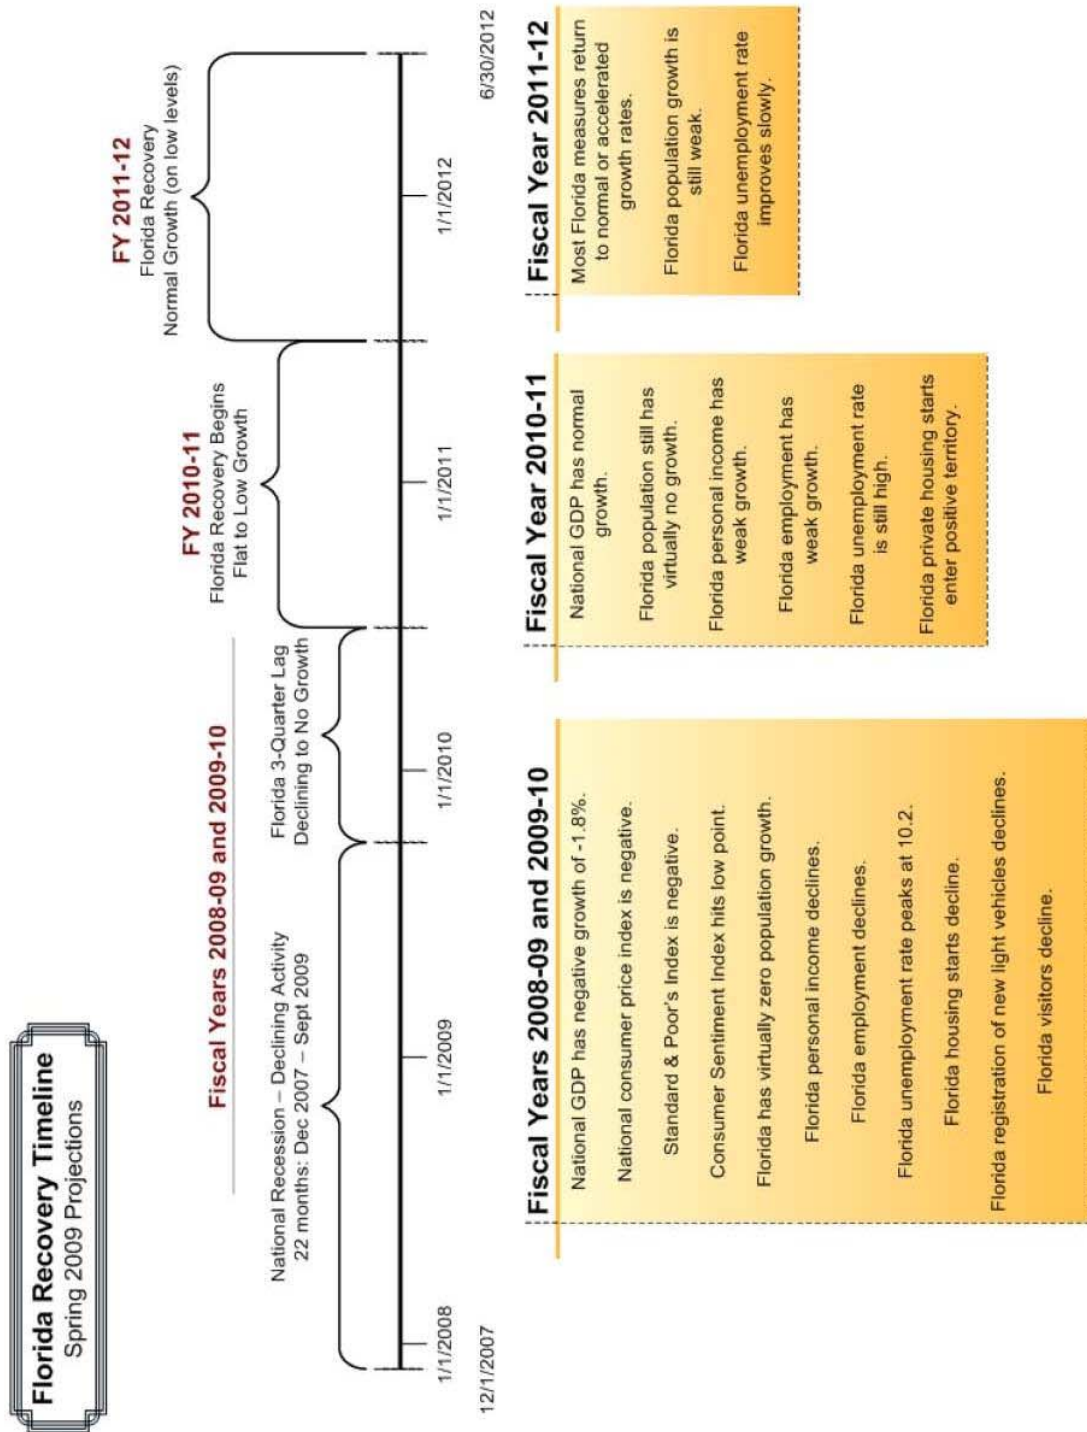 Florida Recovery Timeline
Spring 2009 Projections
Fiscal Years 2008-09 and 2009-10
National Recession – Declining Activity
22 months: Dec 2007 – Sept 2009
Florida 3-Quarter Lag
Declining to No Growth
FY 2010-11
Florida Recovery Begins
Flat to Low Growth
FY 2011-12
Florida Recovery
Normal Growth (on low levels)
1/1/2008
1/1/2009
1/1/2010
1/1/2011
1/1/2012
12/1/2007
6/30/2012
Fiscal Years 2008-09 and 2009-10
National GDP has negative growth of -1.8%.
National consumer price index is negative.
Standard & Poor's Index is negative.
Consumer Sentiment Index hits low point.
Florida has virtually zero population growth.
Florida personal income declines.
Florida employment declines.
Florida unemployment rate peaks at 10.2.
Florida housing starts decline.
Florida registration of new light vehicles declines.
Florida visitors decline.
Fiscal Year 2010-11
National GDP has normal
growth.
Florida population still has
virtually no growth.
Florida personal income has
weak growth.
Florida employment has
weak growth.
Florida unemployment rate
is still high.
Florida private housing starts
enter positive territory.
Fiscal Year 2011-12
Most Florida measures return
to normal or accelerated
growth rates.
Florida population growth is
still weak.
Florida unemployment rate
improves slowly.